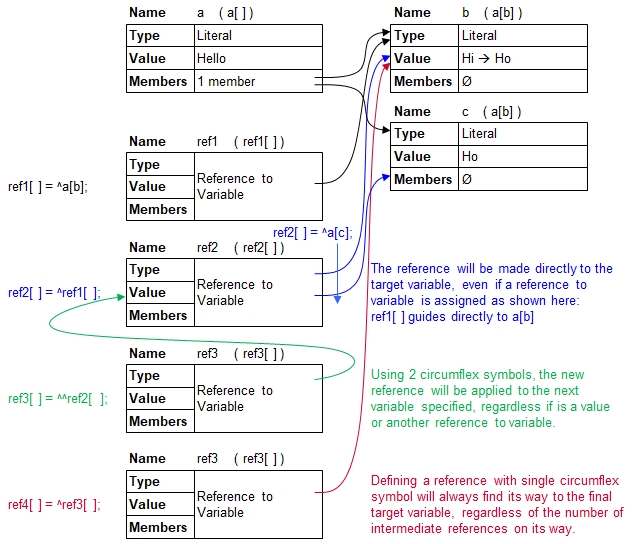 Name a ( a[ ] )
Type Literal
Value Hello
Members 1 member
Name b ( a[b] )
Type Literal
Value Hi → Ho
Members Ø
Name c ( a[b] )
Type Literal
Value Ho
Members Ø
Name ref1 ( ref1[ ] )
Type
Value
Members
Reference to
Variable
ref1[ ] = ^a[b];
ref2[ ] = ^a[c];
Name ref2 ( ref2[ ] )
Type
Value
Members
Reference to
Variable
ref2[ ] = ^ref1[ ];
The reference will be made directly to the
target variable, even if a reference to
variable is assigned as shown here:
ref1[ ] guides directly to a[b]
Name ref3 ( ref3[ ] )
Type
Value
Members
Reference to
Variable
ref3[ ] = ^^ref2[ ];
Using 2 circumflex symbols, the new
reference will be applied to the next
variable specified, regardless if is a value
or another reference to variable.
Name ref3 ( ref3[ ] )
Type
Value
Members
Reference to
Variable
ref4[ ] = ^ref3[ ];
Defining a reference with single circumflex
symbol will always find its way to the final
target variable, regardless of the number of
intermediate references on its way.